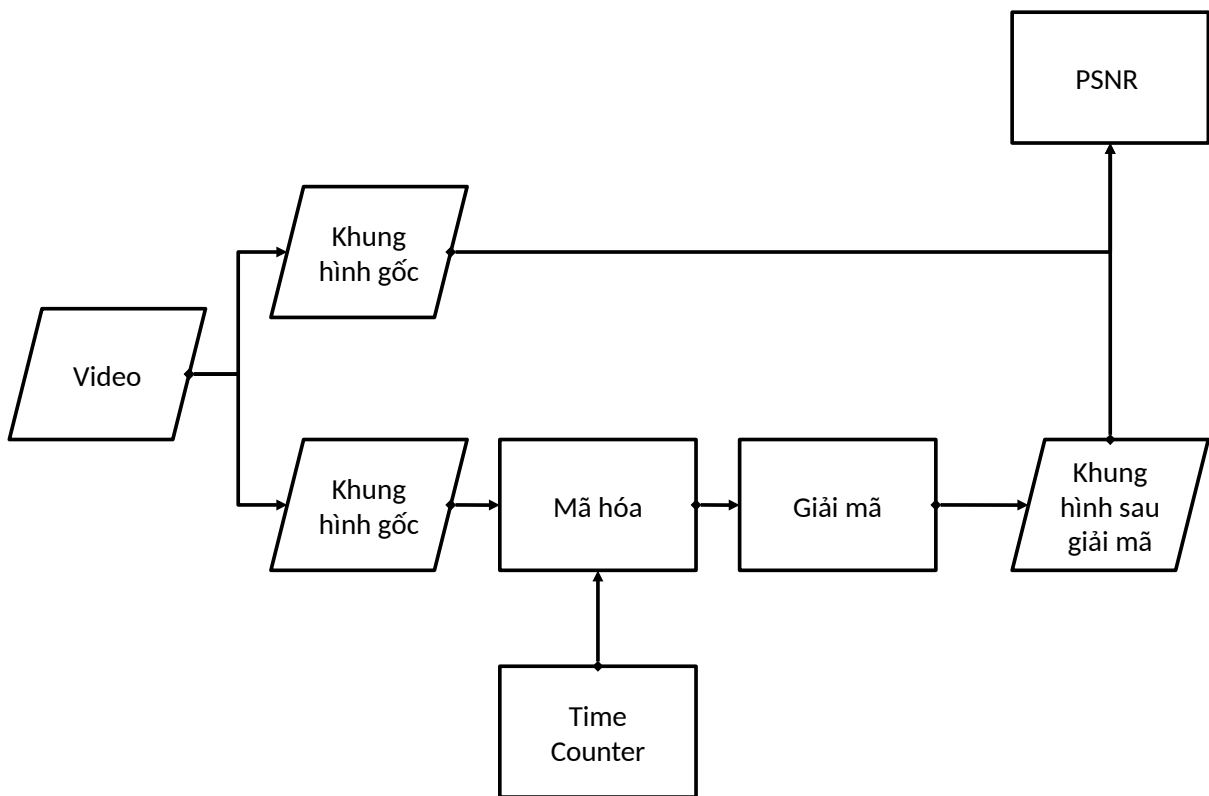 PSNR
Khung
hình gốc
Video
Khung
hình gốc
Mã hóa
Giải mã
Khung
hình sau
giải mã
Time
Counter